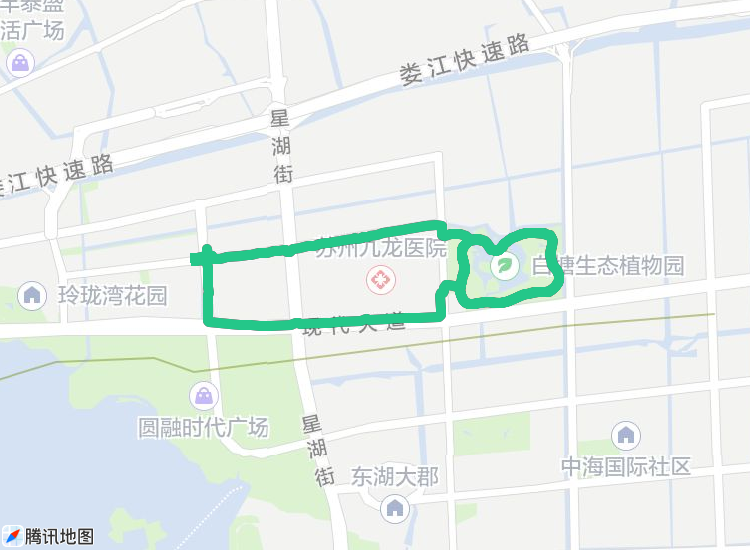 活广场
娄江快速路
星湖街
江快速路
苏州九龙医院
白塘生态植物园
玲珑湾花园
现代大道
圆融时代广场
星湖街
东湖大郡
中海国际社区
腾讯地图